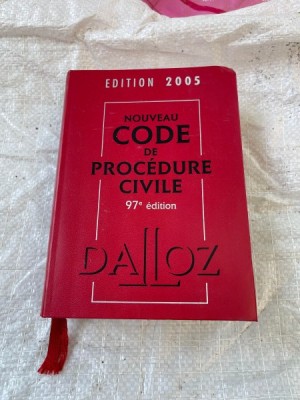 EDITION 2005
NOUVEAU
CODE
DE
PROCÉDURE
CIVILE
97e édition
DALLOZ